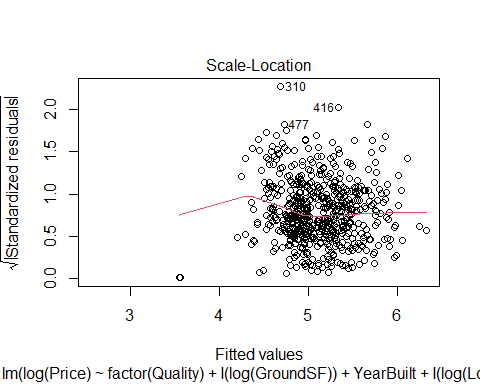 Scale-Location
√|Standardized residuals|
0.0 0.5 1.0 1.5 2.0
310
416
477
3 4 5 6
Fitted values
lm(log(Price) ~ factor(Quality) + I(log(GroundSF)) + YearBuilt + I(log(Lo